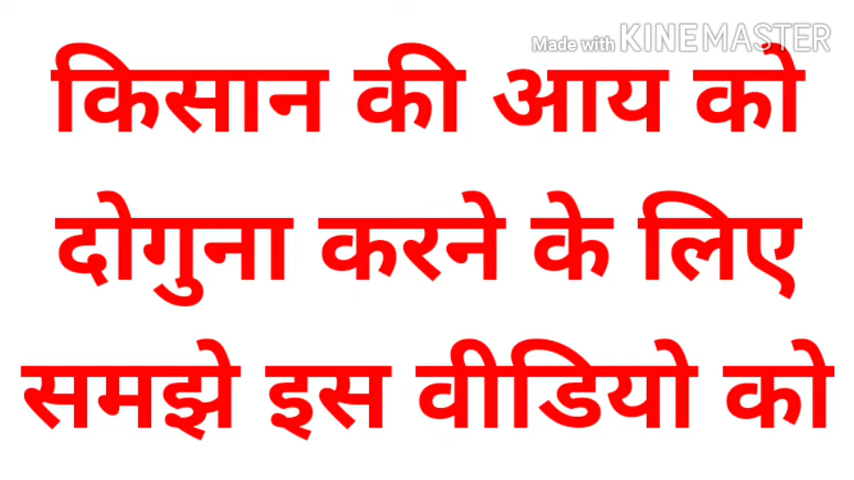 Made with KINEMASTER
किसान की आय को
दोगुना करने के लिए
समझे इस वीडियो को